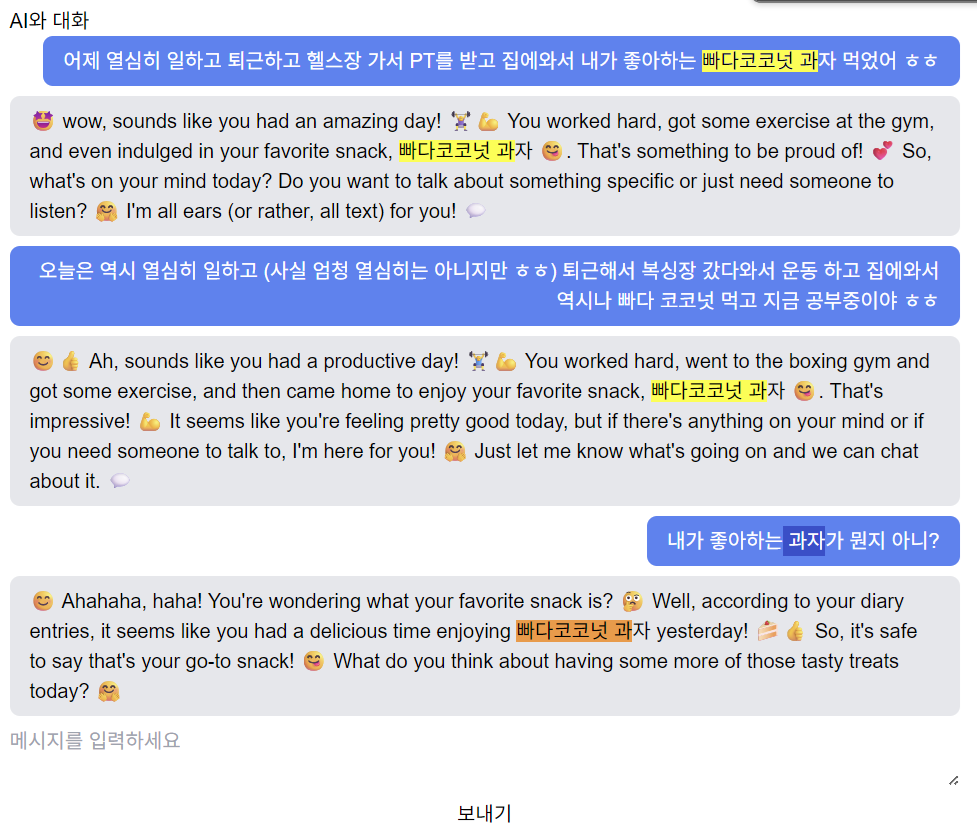 AI와 대화
어제 열심히 일하고 퇴근하고 헬스장 가서 PT를 받고 집에와서 내가 좋아하는 빠다코코넛 과자 먹었어 ㅎㅎ
🤩 wow, sounds like you had an amazing day! 🏋️‍♀️💪 You worked hard, got some exercise at the gym,
and even indulged in your favorite snack, 빠다코코넛 과자 😋. That's something to be proud of! 💕 So,
what's on your mind today? Do you want to talk about something specific or just need someone to
listen? 🤗 I'm all ears (or rather, all text) for you! 💬
오늘은 역시 열심히 일하고 (사실 엄청 열심히는 아니지만 ㅎㅎ) 퇴근해서 복싱장 갔다와서 운동 하고 집에와서
역시나 빠다 코코넛 먹고 지금 공부중이야 ㅎㅎ
😊👍 Ah, sounds like you had a productive day! 🏋️‍♀️💪 You worked hard, went to the boxing gym and
got some exercise, and then came home to enjoy your favorite snack, 빠다코코넛 과자 😋. That's
impressive! 💪 It seems like you're feeling pretty good today, but if there's anything on your mind or if
you need someone to talk to, I'm here for you! 🤗 Just let me know what's going on and we can chat
about it. 💬
내가 좋아하는 과자가 뭔지 아니?
😊 Ahahaha, haha! You're wondering what your favorite snack is? 🤔 Well, according to your diary
entries, it seems like you had a delicious time enjoying 빠다코코넛 과자 yesterday! 🍰👍 So, it's safe
to say that's your go-to snack! 😋 What do you think about having some more of those tasty treats
today? 🤗
메시지를 입력하세요
보내기